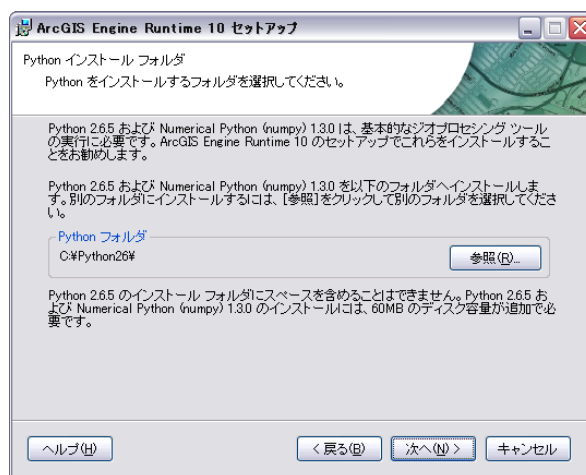 ArcGIS Engine Runtime 10 セットアップ
Python インストール フォルダ
Python をインストールするフォルダを選択してください。
Python 2.6.5 および Numerical Python (numpy) 1.3.0 は、基本的なジオプロセシング ツール
の実行に必要です。ArcGIS Engine Runtime 10 のセットアップでこれらをインストールするこ
とをお勧めします。
Python 2.6.5 および Numerical Python (numpy) 1.3.0 を以下のフォルダへインストールしま
す。別のフォルダにインストールするには、[参照]をクリックして別のフォルダを選択してくださ
い。
Python フォルダ
C:¥Python26¥
参照(R)...
Python 2.6.5 のインストール フォルダにスペースを含めることはできません。Python 2.6.5 お
よび Numerical Python (numpy) 1.3.0 のインストールには、60MB のディスク容量が追加で必
要です。
ヘルプ(H)
< 戻る(B)
次へ(N) >
キャンセル